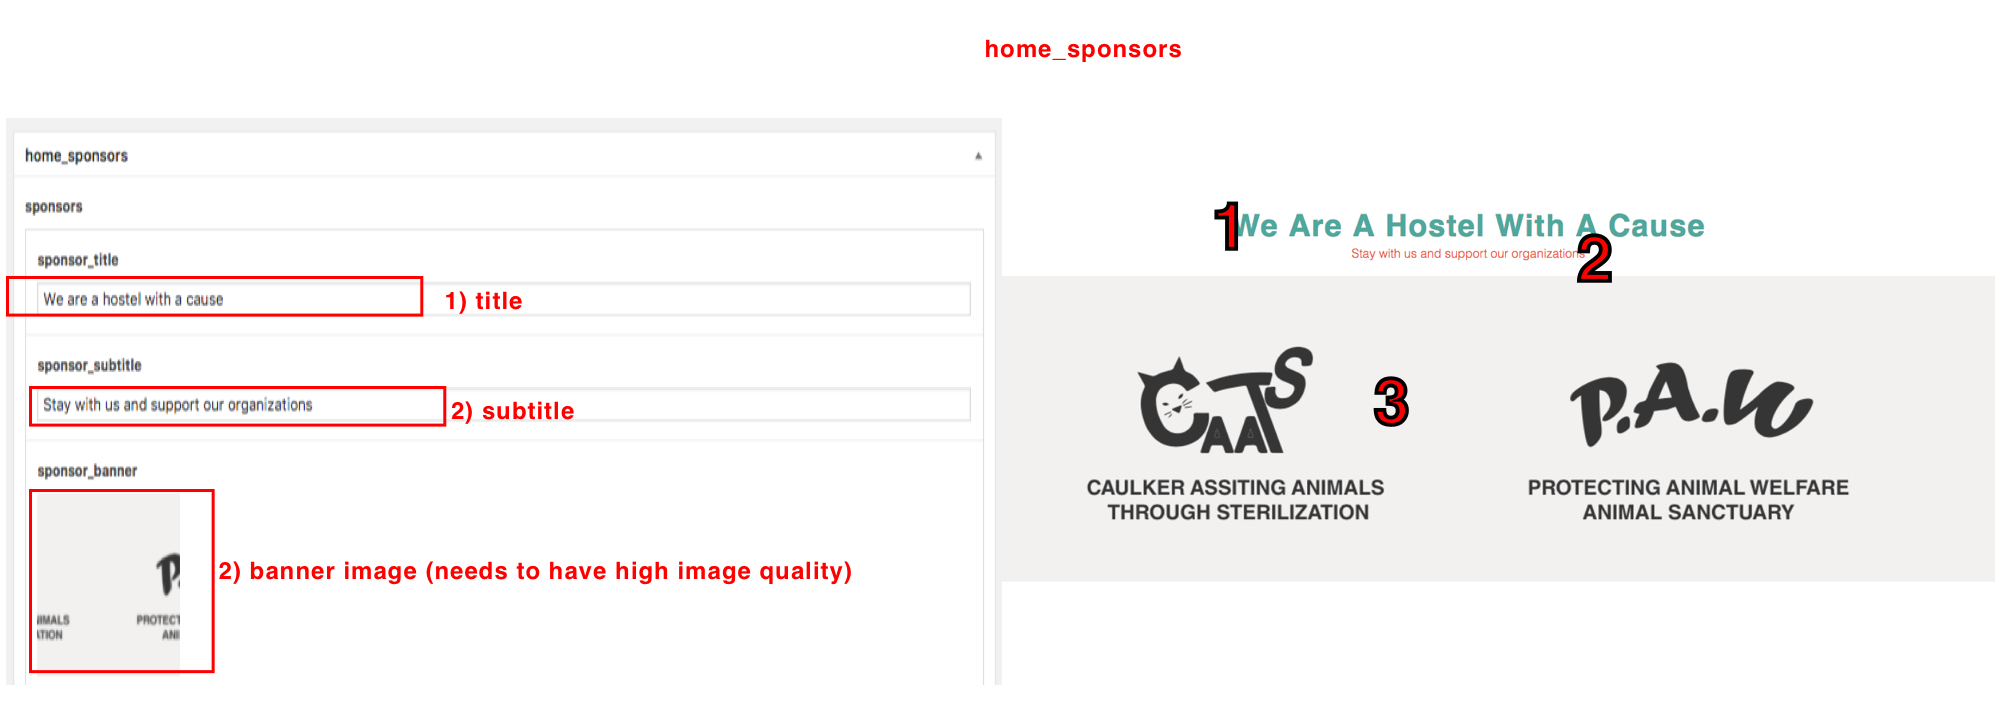 home_sponsors
home_sponsors
sponsors
sponsor_title
We are a hostel with a cause
1) title
sponsor_subtitle
Stay with us and support our organizations
2) subtitle
sponsor_banner
IMALS
ATION
P.
PROTECT
ANI
2) banner image (needs to have high image quality)
1
We Are A Hostel With A Cause
Stay with us and support our organizations
2
CAATS
3
CAULKER ASSITING ANIMALS
THROUGH STERILIZATION
P.A.W
PROTECTING ANIMAL WELFARE
ANIMAL SANCTUARY